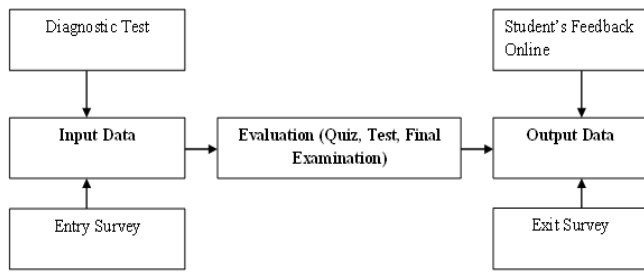 Diagnostic Test
Student's Feedback
Online
Input Data
Evaluation (Quiz, Test, Final
Examination)
Output Data
Entry Survey
Exit Survey